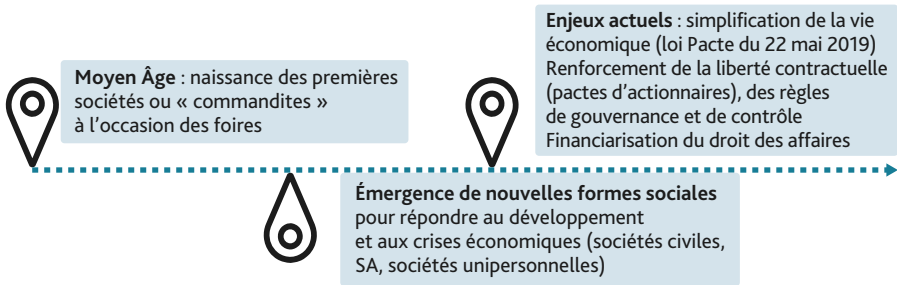 Moyen Âge : naissance des premières
sociétés ou « commandites »
à l'occasion des foires
Émergence de nouvelles formes sociales
pour répondre au développement
et aux crises économiques (sociétés civiles,
SA, sociétés unipersonnelles)
Enjeux actuels : simplification de la vie
économique (loi Pacte du 22 mai 2019)
Renforcement de la liberté contractuelle
(pactes d'actionnaires), des règles
de gouvernance et de contrôle
Financiarisation du droit des affaires